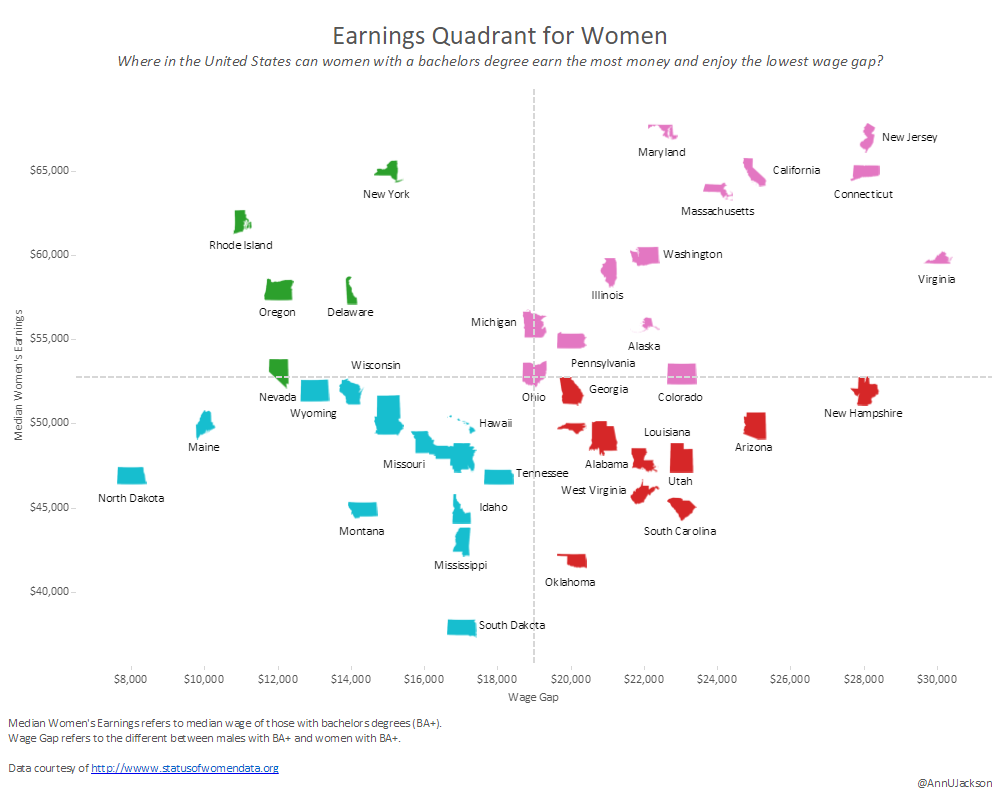 Earnings Quadrant for Women
Where in the United States can women with a bachelors degree earn the most money and enjoy the lowest wage gap?
Maryland
New Jersey
$65,000
New York
California
Connecticut
Massachusetts
Rhode Island
$60,000
Washington
Virginia
Illinois
Oregon
Delaware
Michigan
Alaska
$55,000
Pennsylvania
Wisconsin
Nevada
Ohio
Georgia
Colorado
Wyoming
New Hampshire
$50,000
Hawaii
Louisiana
Maine
Arizona
Missouri
Alabama
Tennessee
Utah
West Virginia
North Dakota
$45,000
Idaho
Montana
South Carolina
Mississippi
Oklahoma
$40,000
South Dakota
Median Women's Earnings
$8,000 $10,000 $12,000 $14,000 $16,000 $18,000 $20,000 $22,000 $24,000 $26,000 $28,000 $30,000
Wage Gap
Median Women's Earnings refers to median wage of those with bachelors degrees (BA+).
Wage Gap refers to the different between males with BA+ and women with BA+.
Data courtesy of http://wwww.statusofwomendata.org
@AnnUJackson